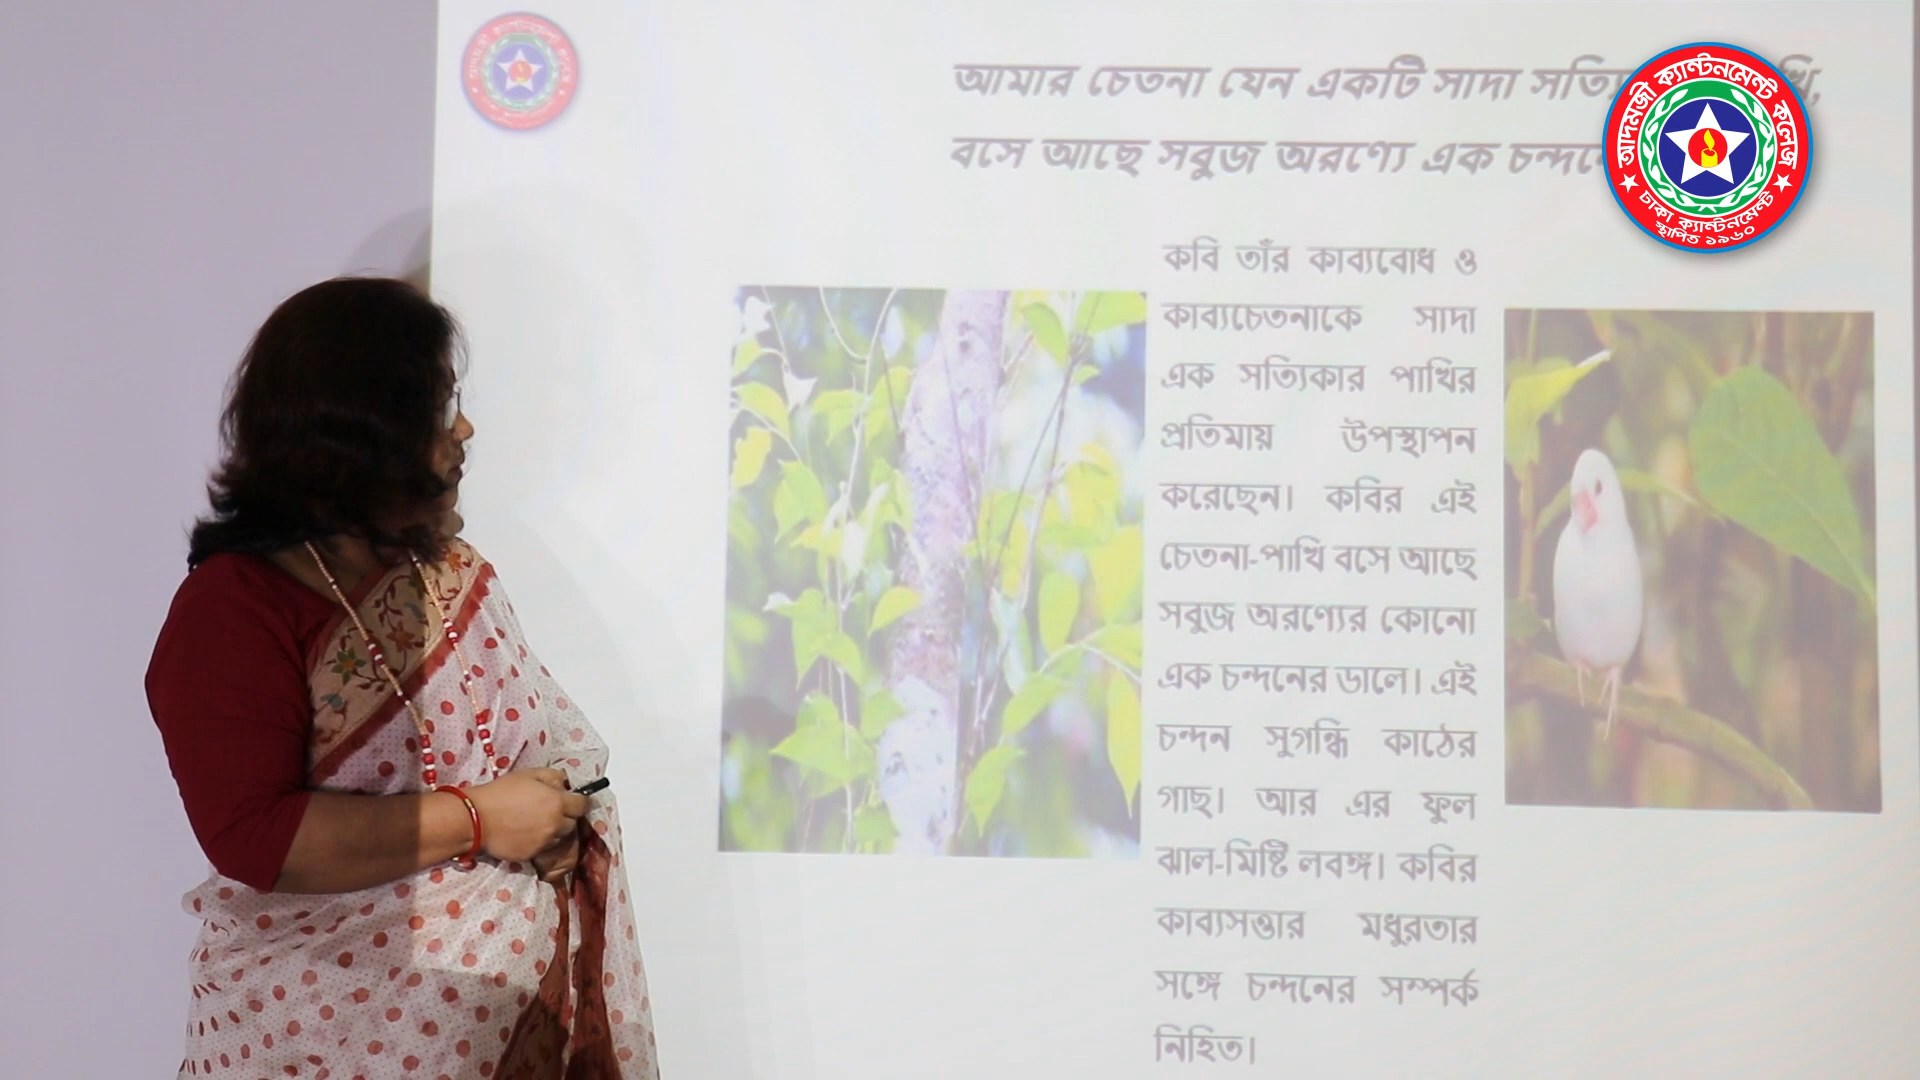 আমার চেতনা যেন একটি সাদা
বসে আছে সবুজ অরণ্যে এক
কবি তাঁর কাব্যবোধ ও
কাব্যচেতনাকে সাদা
এক সত্যিকার পাখির
প্রতিমায় উপস্থাপন
করেছেন। কবির এই
চেতনা-পাখি বসে আছে
সবুজ অরণ্যের কোনো
এক চন্দনের ডালে। এই
চন্দন সুগন্ধি কাঠের
গাছ। আর এর ফুল
ঝাল-মিষ্টি লবঙ্গ। কবির
কাব্যসত্তার মধুরতার
সঙ্গে চন্দনের সম্পর্ক
নিহিত।
আদমজী ক্যান্টনমেন্ট কলেজ
ঢাকা ক্যান্টনমেন্ট
স্থাপিত ১৯৬০